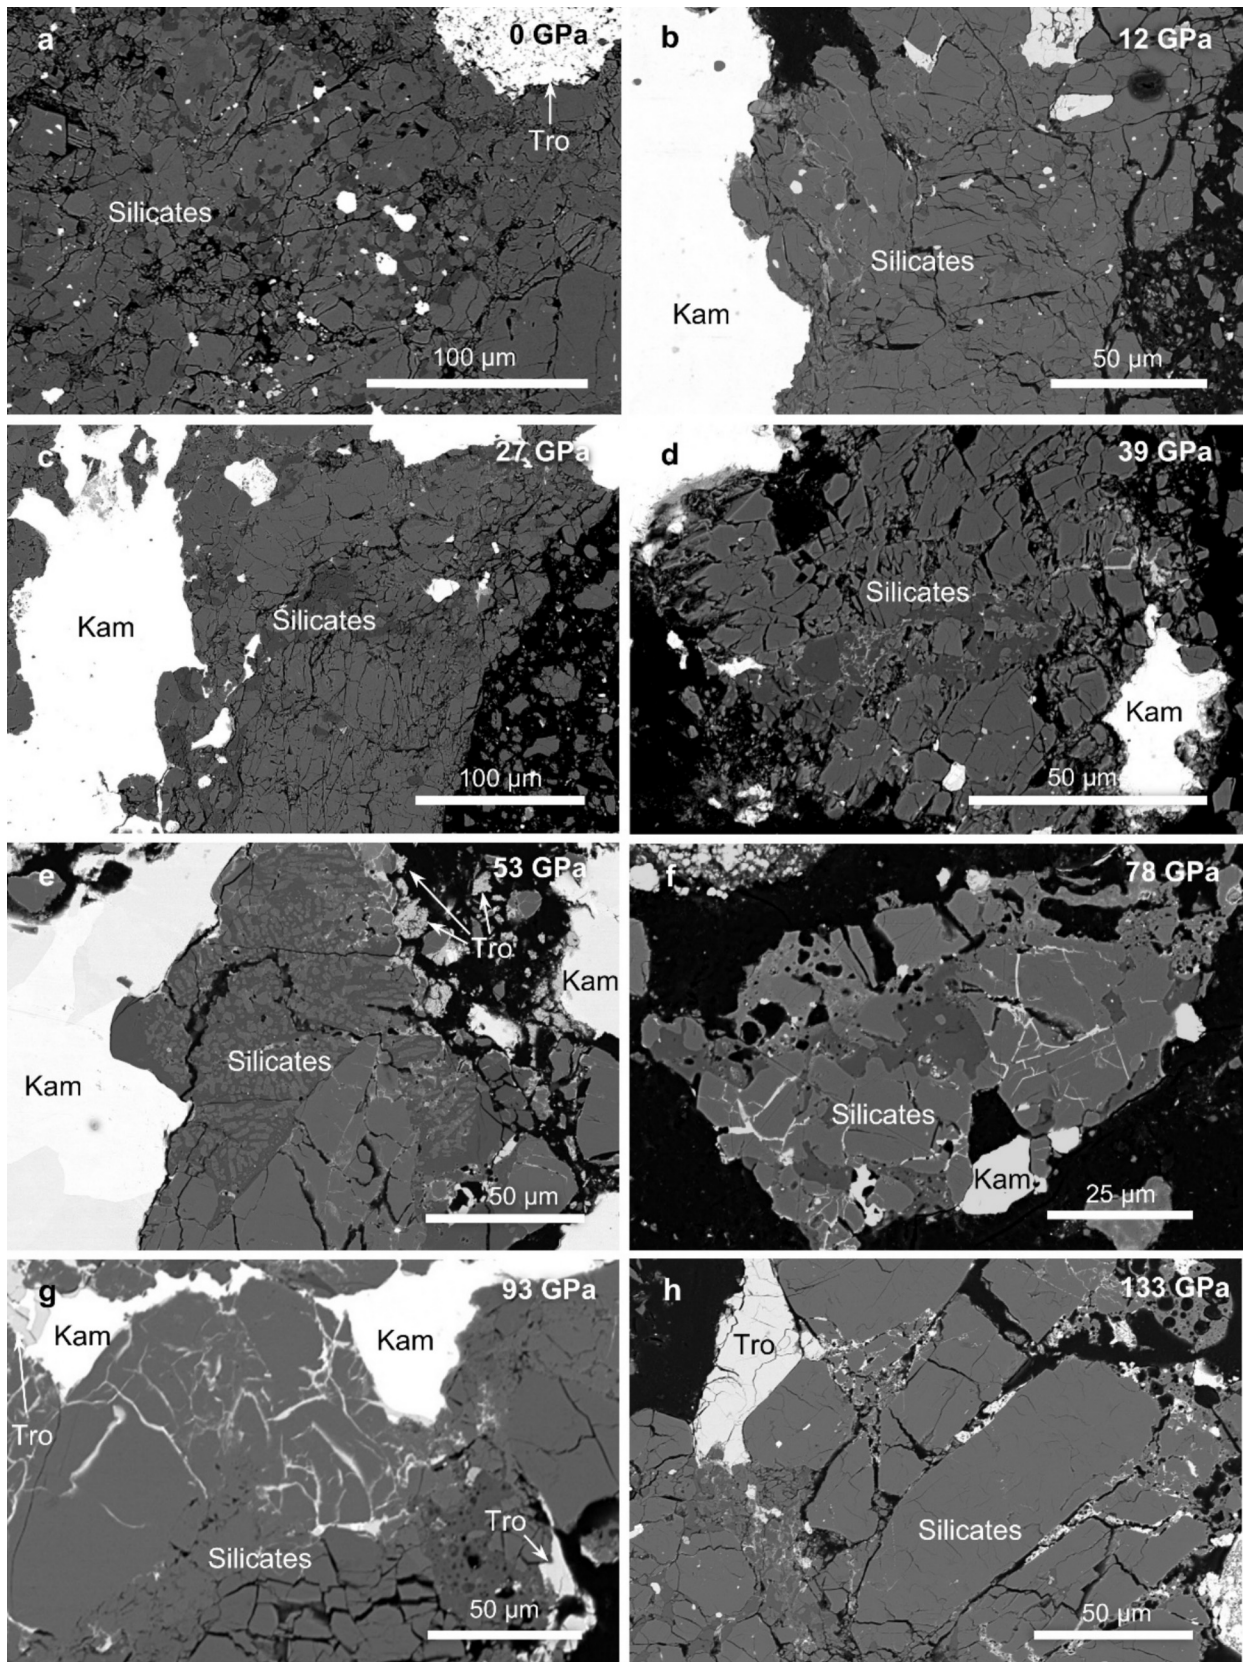 a
0 GPa
Tro
Silicates
100 µm
b
12 GPa
Silicates
Kam
50 µm
c
27 GPa
Kam
Silicates
100 µm
d
39 GPa
Silicates
Kam
50 µm
e
53 GPa
Tro
Kam
Silicates
Kam
50 µm
f
78 GPa
Silicates
Kam
25 µm
g
93 GPa
Kam
Kam
Tro
Tro
Silicates
50 µm
h
133 GPa
Tro
Silicates
50 µm